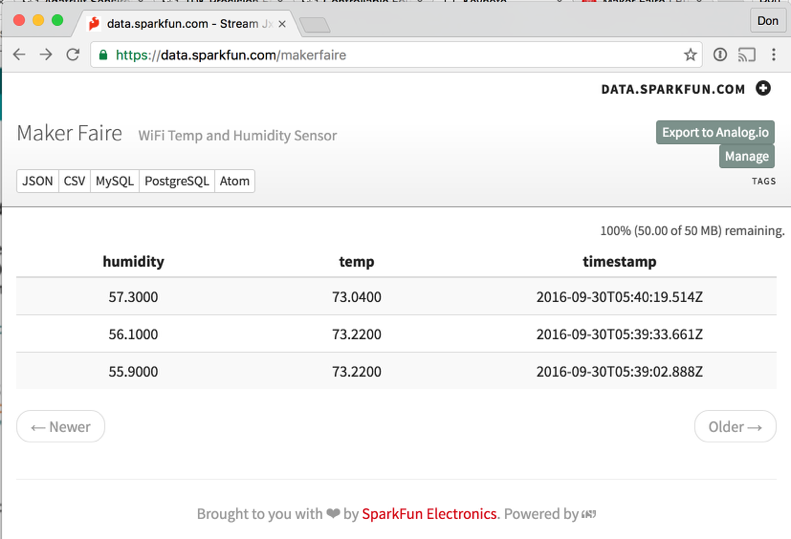 data.sparkfun.com - Stream
Don
https://data.sparkfun.com/makerfaire
DATA.SPARKFUN.COM
Maker Faire WiFi Temp and Humidity Sensor
Export to Analog.io
Manage
JSON CSV MySQL PostgreSQL Atom
TAGS
100% (50.00 of 50 MB) remaining.
humidity temp timestamp
57.3000 73.0400 2016-09-30T05:40:19.514Z
56.1000 73.2200 2016-09-30T05:39:33.661Z
55.9000 73.2200 2016-09-30T05:39:02.888Z
← Newer Older →
Brought to you with ❤ by SparkFun Electronics. Powered by